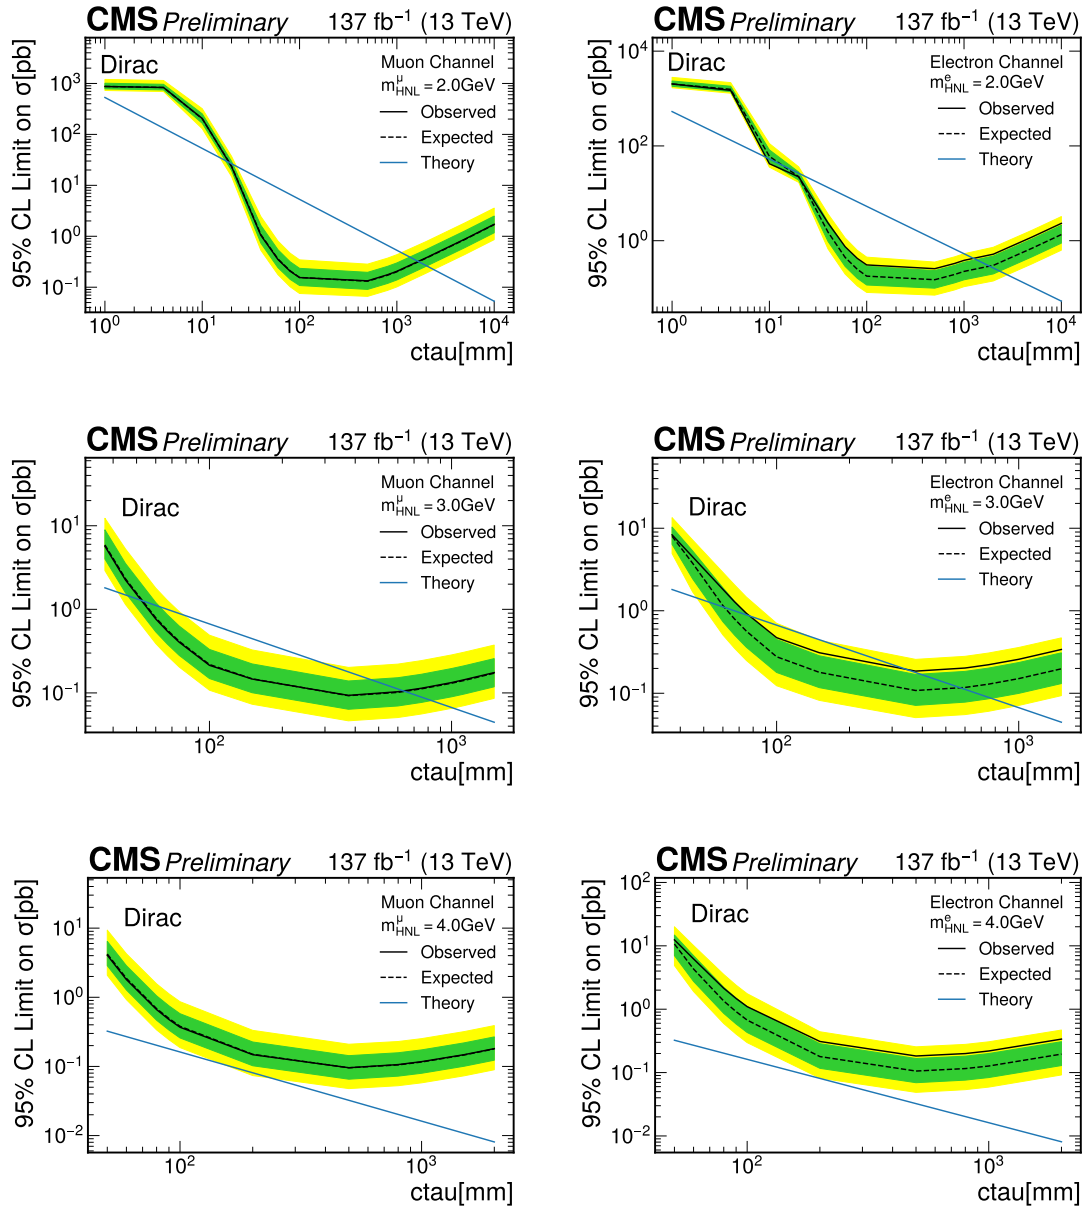 CMS Preliminary 137 fb⁻¹ (13 TeV)
95% CL Limit on σ[pb]
Dirac
Muon Channel
m^μ_HNL = 2.0GeV
Observed
Expected
Theory
10³
10²
10¹
10⁰
10⁻¹
10⁰ 10¹ 10² 10³ 10⁴
ctau[mm]
CMS Preliminary 137 fb⁻¹ (13 TeV)
95% CL Limit on σ[pb]
Dirac
Electron Channel
m^e_HNL = 2.0GeV
Observed
Expected
Theory
10⁴
10²
10⁰
10⁰ 10¹ 10² 10³ 10⁴
ctau[mm]
CMS Preliminary 137 fb⁻¹ (13 TeV)
95% CL Limit on σ[pb]
Dirac
Muon Channel
m^μ_HNL = 3.0GeV
Observed
Expected
Theory
10¹
10⁰
10⁻¹
10² 10³
ctau[mm]
CMS Preliminary 137 fb⁻¹ (13 TeV)
95% CL Limit on σ[pb]
Dirac
Electron Channel
m^e_HNL = 3.0GeV
Observed
Expected
Theory
10¹
10⁰
10⁻¹
10² 10³
ctau[mm]
CMS Preliminary 137 fb⁻¹ (13 TeV)
95% CL Limit on σ[pb]
Dirac
Muon Channel
m^μ_HNL = 4.0GeV
Observed
Expected
Theory
10¹
10⁰
10⁻¹
10⁻²
10² 10³
ctau[mm]
CMS Preliminary 137 fb⁻¹ (13 TeV)
95% CL Limit on σ[pb]
Dirac
Electron Channel
m^e_HNL = 4.0GeV
Observed
Expected
Theory
10²
10¹
10⁰
10⁻¹
10⁻²
10² 10³
ctau[mm]